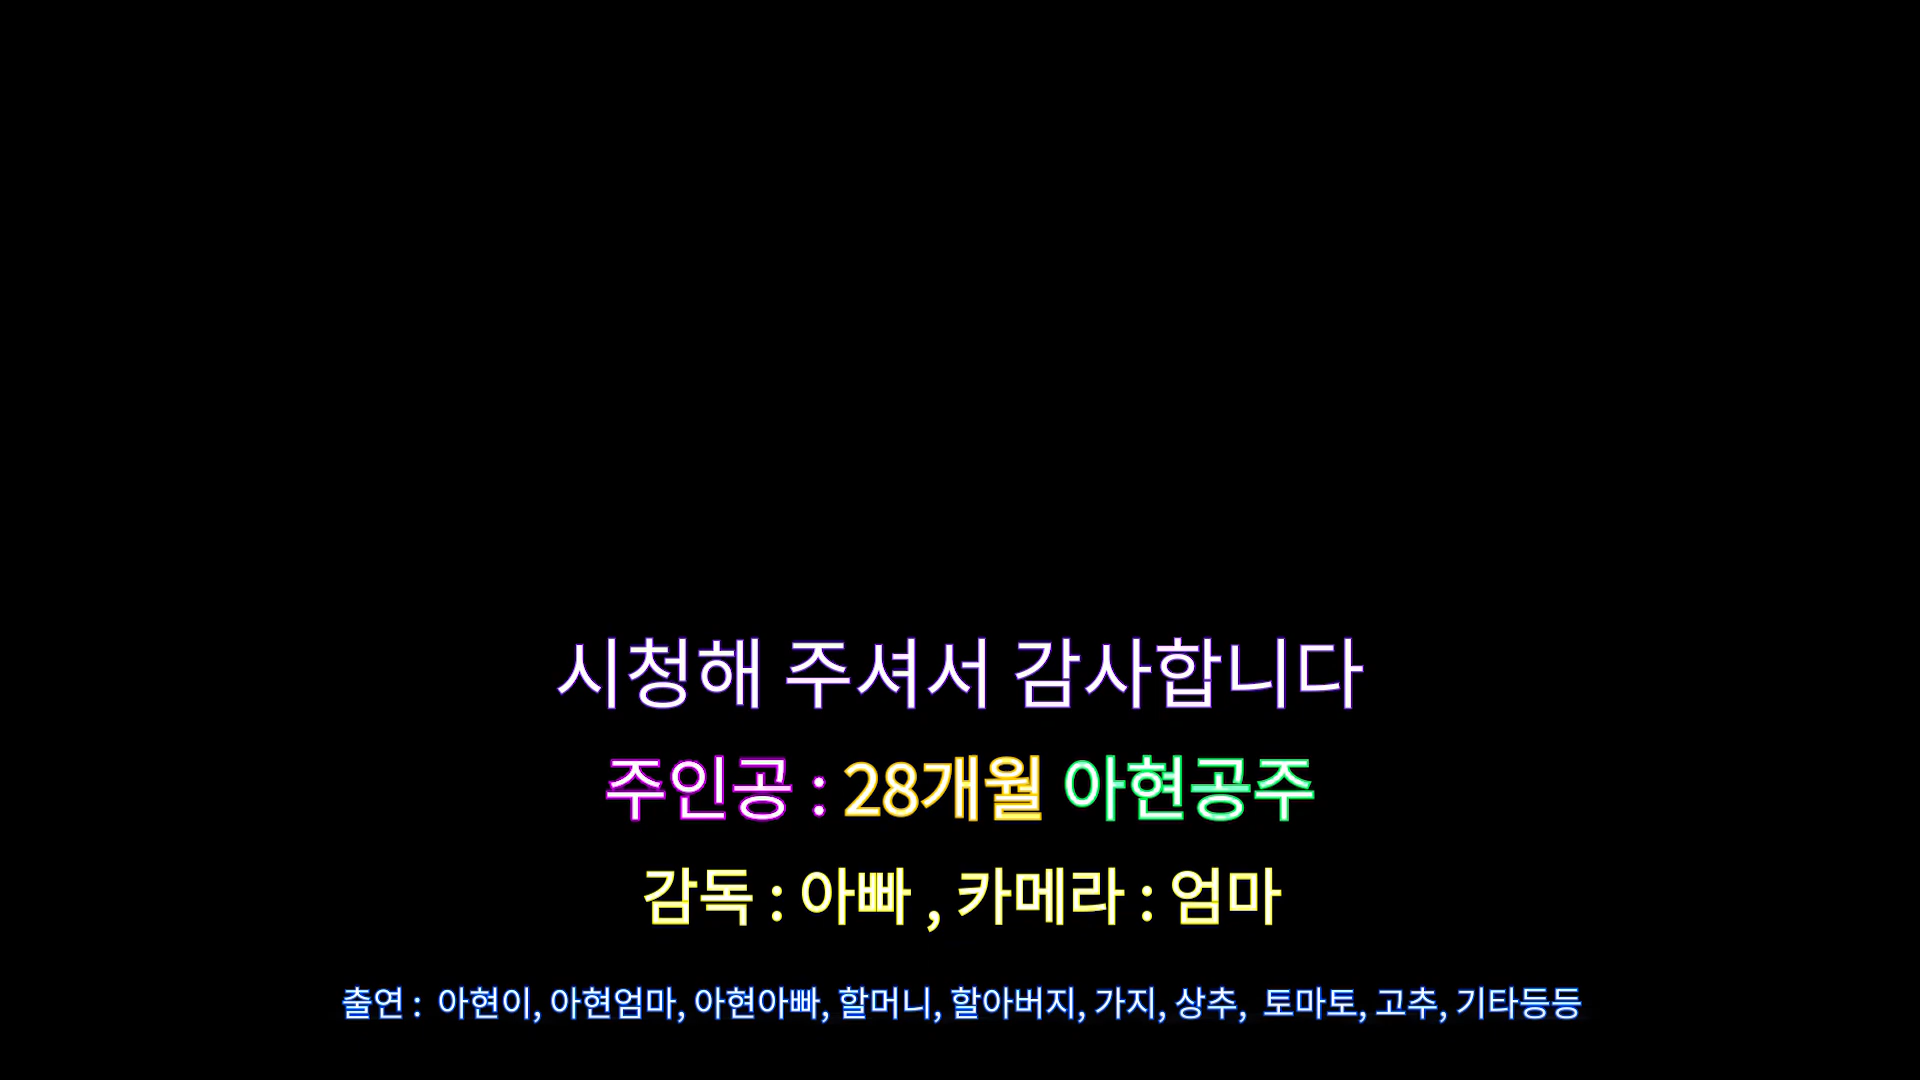 시청해 주셔서 감사합니다
주인공 : 28개월 아현공주
감독 : 아빠 , 카메라 : 엄마
출연 : 아현이, 아현엄마, 아현아빠, 할머니, 할아버지, 가지, 상추, 토마토, 고추, 기타등등